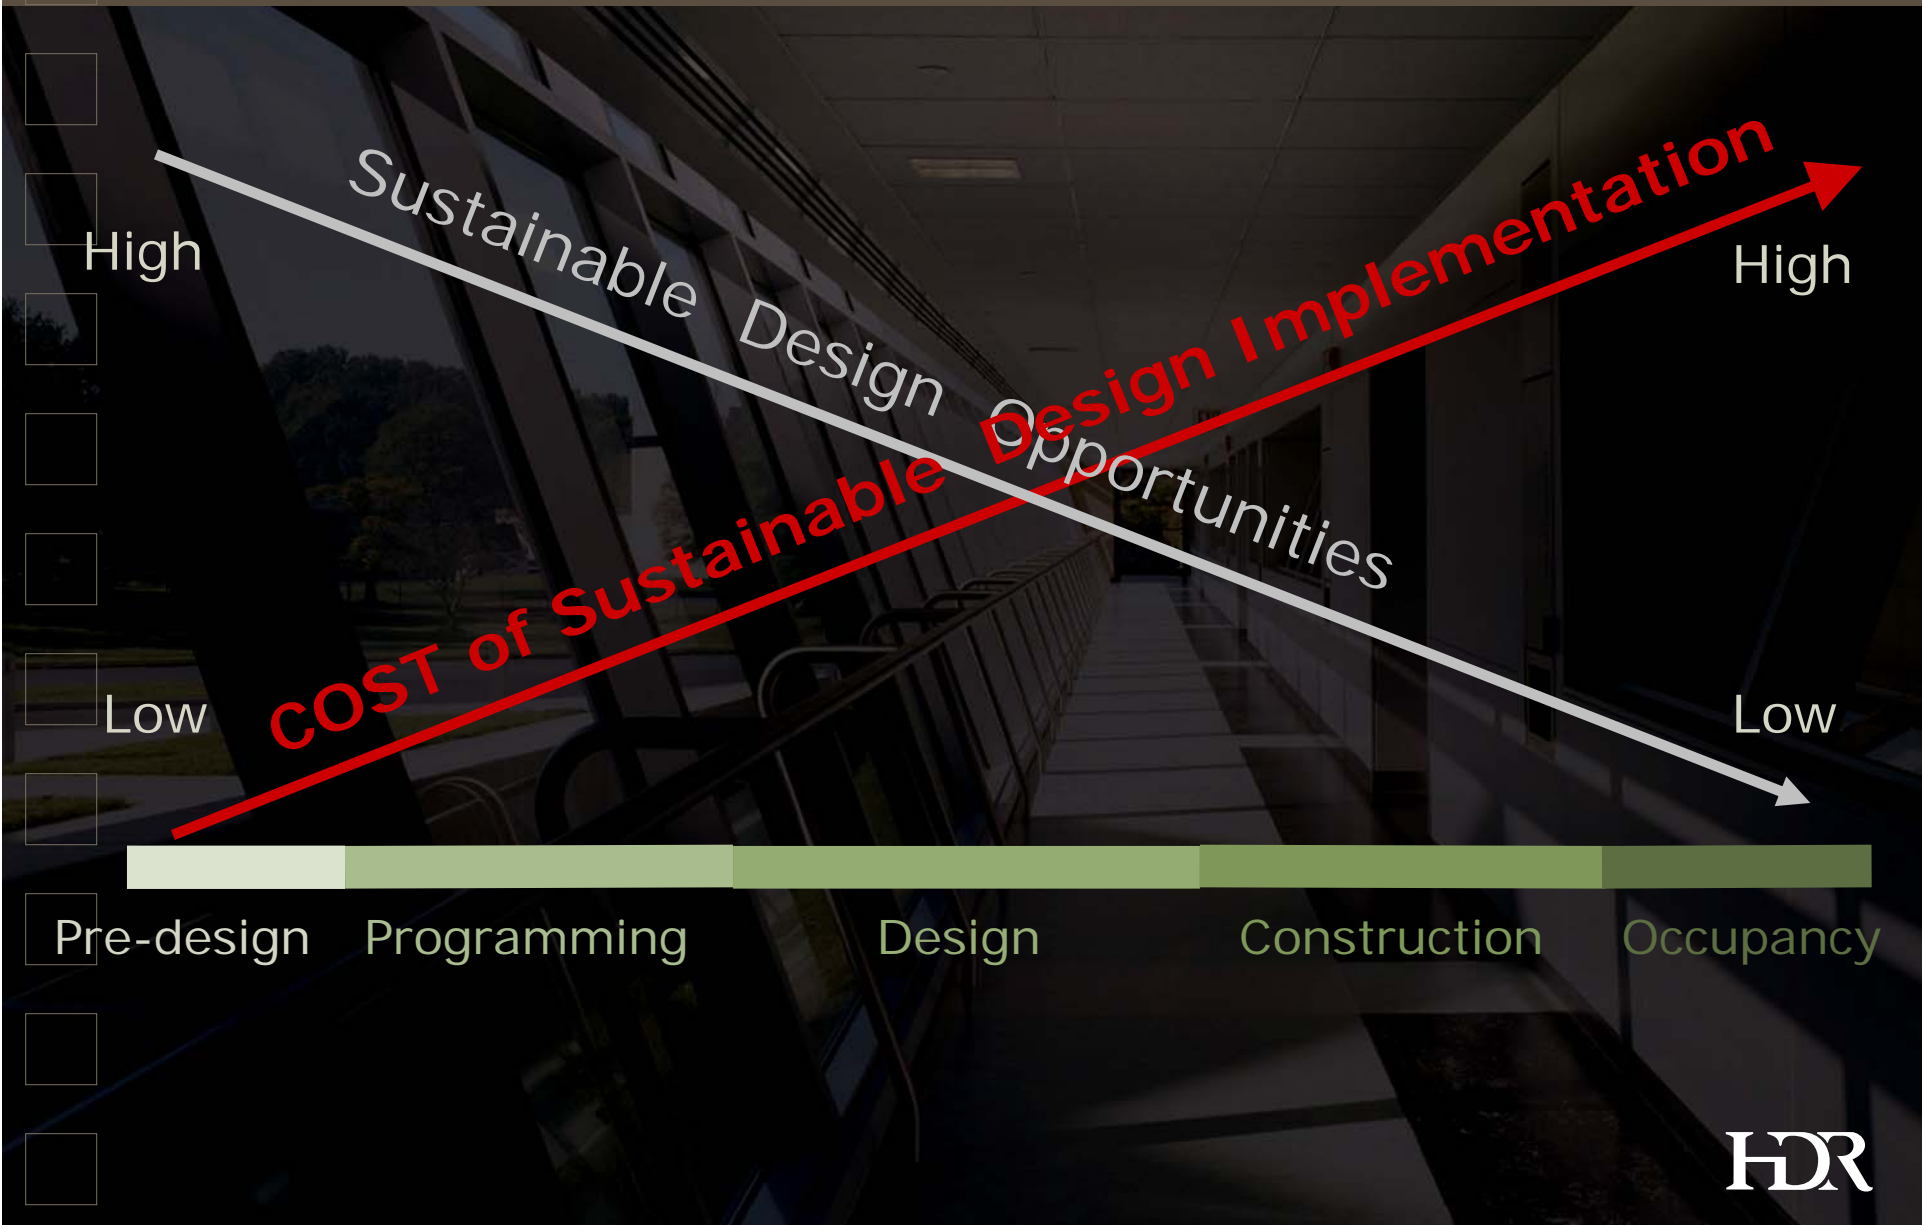 Sustainable Design Opportunities
COST of Sustainable Design Implementation
High
High
Low
Low
Pre-design
Programming
Design
Construction
Occupancy
HDR